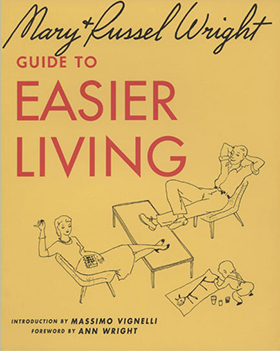 Mary & Russel Wright
GUIDE TO
EASIER
LIVING
INTRODUCTION BY MASSIMO VIGNELLI
FOREWORD BY ANN WRIGHT